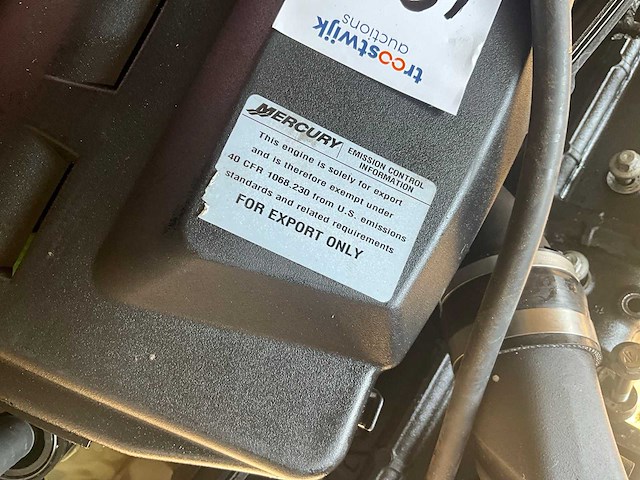 troostwijk
auctions
MERCURY
EMISSION CONTROL
INFORMATION
This engine is solely for export
and is therefore exempt under
40 CFR 1068.230 from U.S. emissions
standards and related requirements
FOR EXPORT ONLY